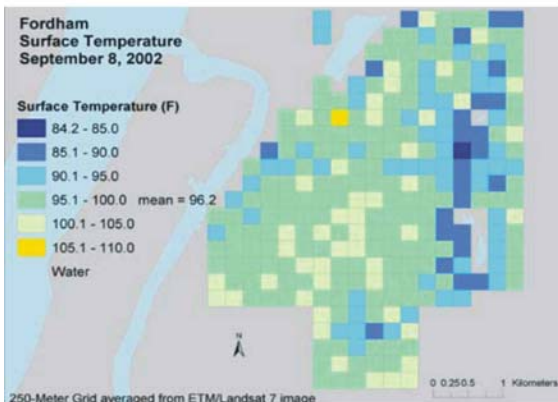 Fordham
Surface Temperature
September 8, 2002
Surface Temperature (F)
84.2 - 85.0
85.1 - 90.0
90.1 - 95.0
95.1 - 100.0 mean = 96.2
100.1 - 105.0
105.1 - 110.0
Water
N
0 0.25 0.5 1 Kilometers
250-Meter Grid averaged from ETM/Landsat 7 image